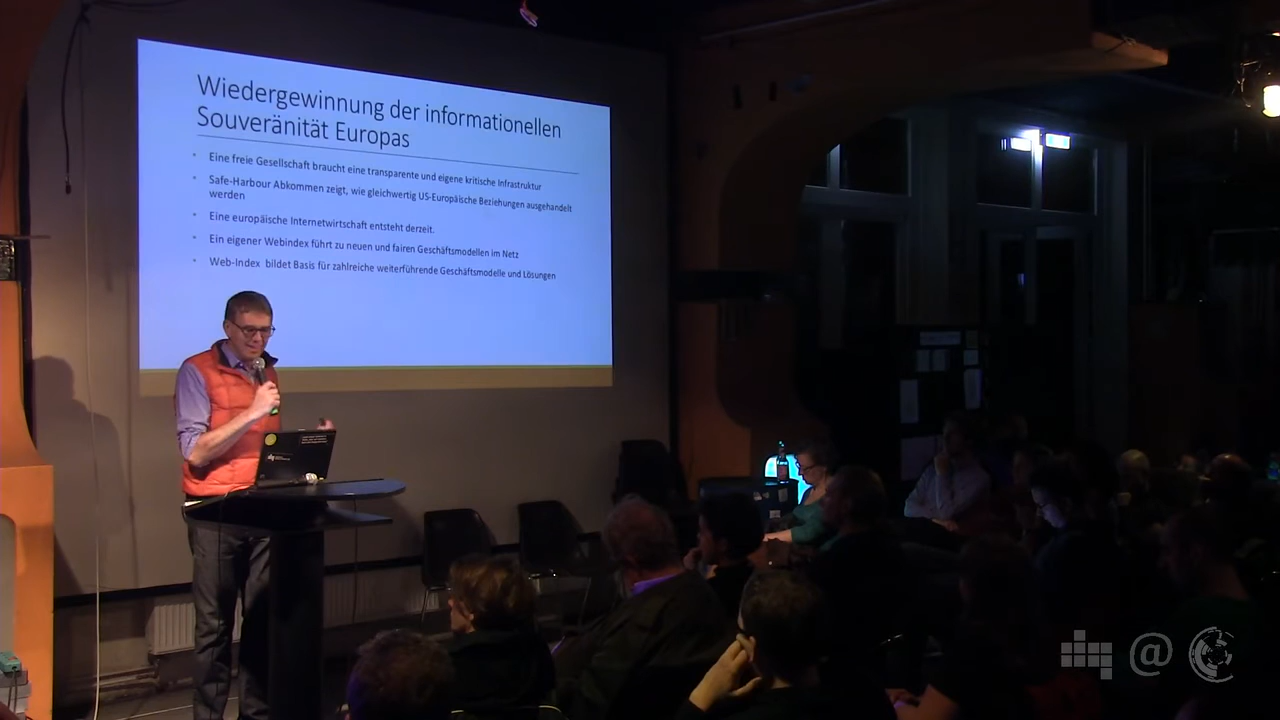 Wiedergewinnung der informationellen
Souveränität Europas
Eine freie Gesellschaft braucht eine transparente und eigene kritische Infrastruktur
Safe-Harbour Abkommen zeigt, wie gleichwertig US-Europäische Beziehungen ausgehandelt
werden
Eine europäische Internetwirtschaft entsteht derzeit.
Ein eigener Webindex führt zu neuen und fairen Geschäftsmodellen im Netz
Web-Index bildet Basis für zahlreiche weiterführende Geschäftsmodelle und Lösungen
@